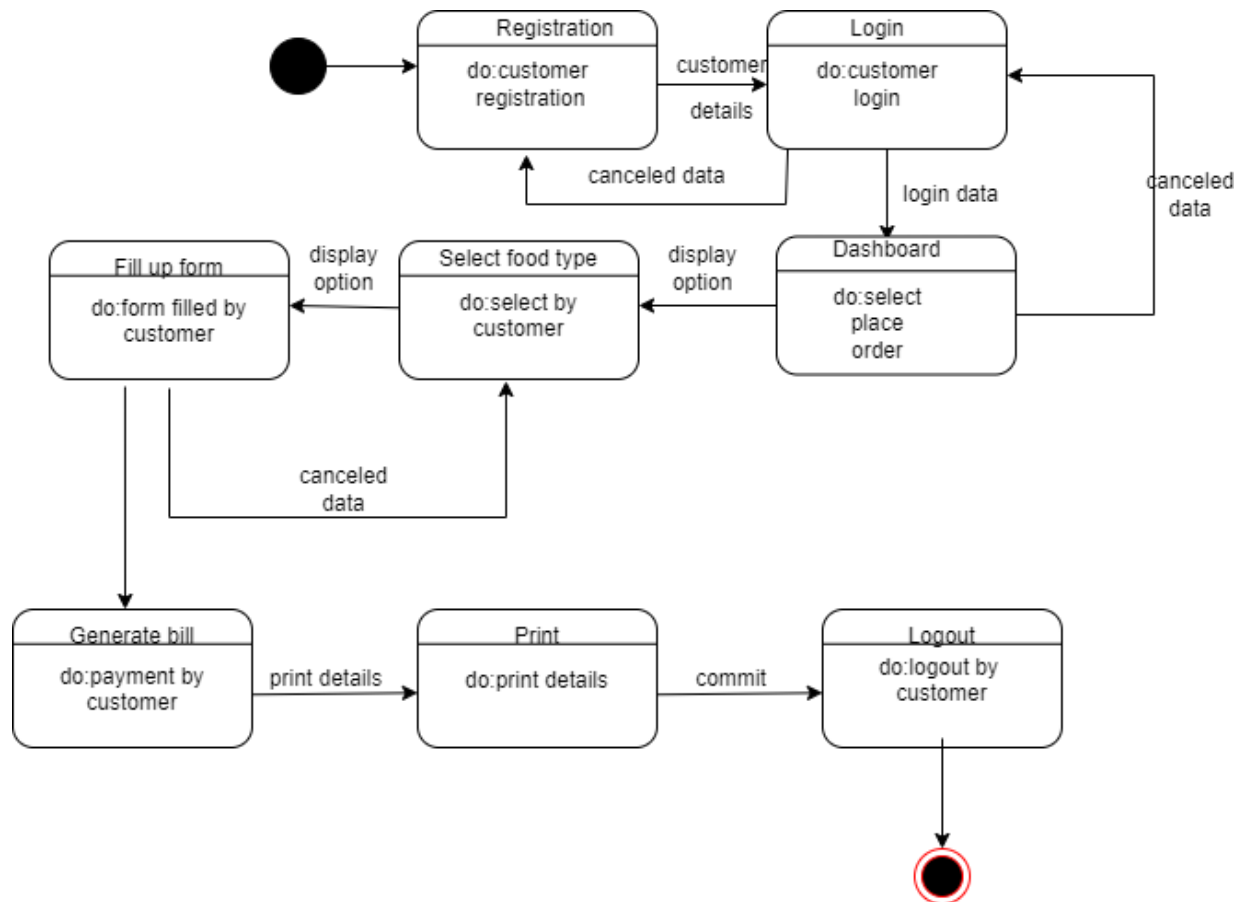 Registration
do:customer
registration
customer
details
Login
do:customer
login
canceled data
login data
canceled
data
Fill up form
do:form filled by
customer
display
option
Select food type
do:select by
customer
display
option
Dashboard
do:select
place
order
canceled
data
Generate bill
do:payment by
customer
print details
Print
do:print details
commit
Logout
do:logout by
customer